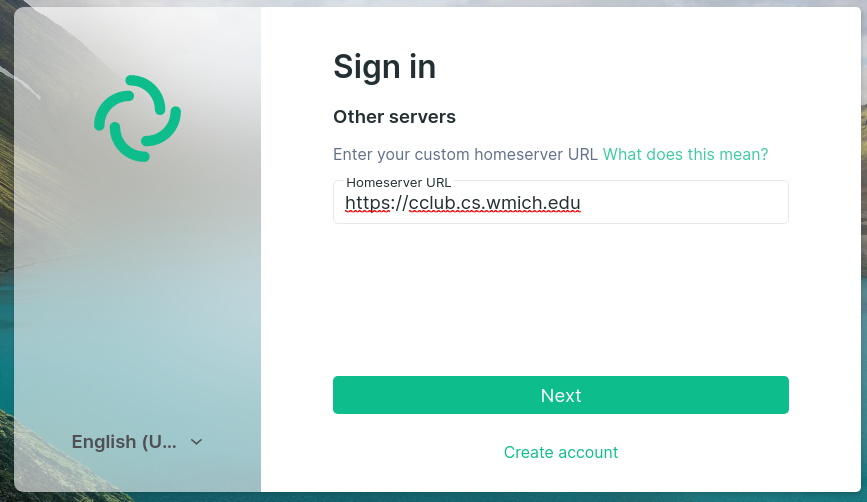 Sign in
Other servers
Enter your custom homeserver URL What does this mean?
Homeserver URL
https://cclub.cs.wmich.edu
Next
English (U...
Create account